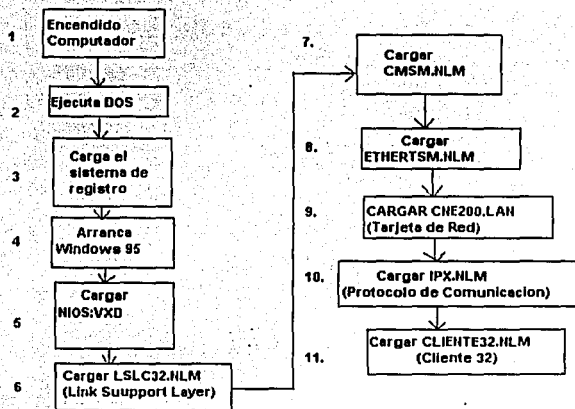 1
Encendido
Computador
2
Ejecuta DOS
3
Carga el
sistema de
registro
4
Arranca
Windows 95
5
Cargar
NIOS:VXD
6
Cargar LSLC32.NLM
(Link Suupport Layer)
7.
Cargar
CMSM.NLM
8.
Cargar
ETHERTSM.NLM
9.
CARGAR CNE200.LAN
(Tarjeta de Red)
10.
Cargar IPX.NLM
(Protocolo de Comunicacion)
11.
Cargar CLIENTE32.NLM
(Cliente 32)